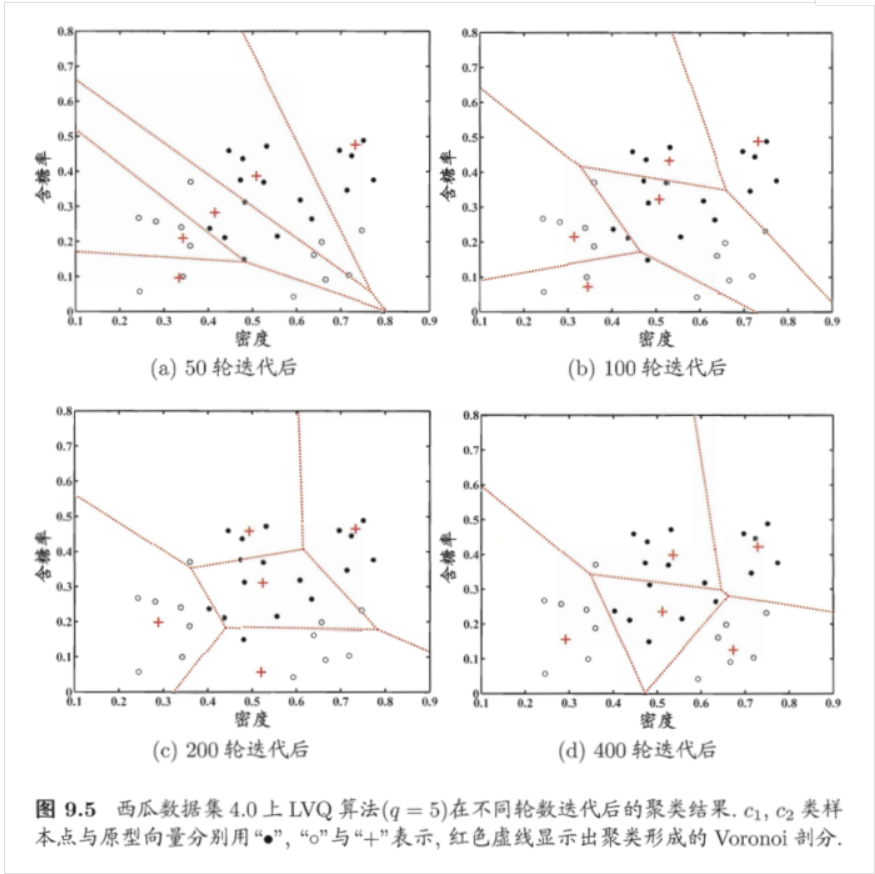 0.8
0.7
0.6
0.5
0.4
0.3
0.2
0.1
0
0.1 0.2 0.3 0.4 0.5 0.6 0.7 0.8 0.9
含糖率
密度
(a) 50 轮迭代后
0.8
0.7
0.6
0.5
0.4
0.3
0.2
0.1
0
0.1 0.2 0.3 0.4 0.5 0.6 0.7 0.8 0.9
含糖率
密度
(b) 100 轮迭代后
0.8
0.7
0.6
0.5
0.4
0.3
0.2
0.1
0
0.1 0.2 0.3 0.4 0.5 0.6 0.7 0.8 0.9
含糖率
密度
(c) 200 轮迭代后
0.8
0.7
0.6
0.5
0.4
0.3
0.2
0.1
0
0.1 0.2 0.3 0.4 0.5 0.6 0.7 0.8 0.9
含糖率
密度
(d) 400 轮迭代后
图 9.5 西瓜数据集 4.0 上 LVQ 算法(q = 5)在不同轮数迭代后的聚类结果. c₁, c₂ 类样
本点与原型向量分别用“●”, “○”与“+”表示, 红色虚线显示出聚类形成的 Voronoi 剖分.